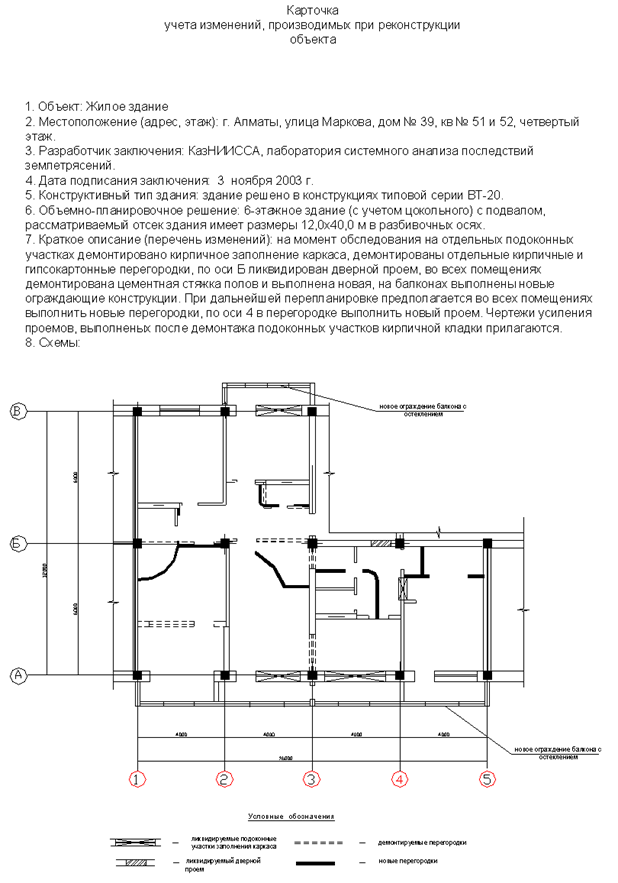 Карточка
учета изменений, производимых при реконструкции
объекта
1. Объект: Жилое здание
2. Местоположение (адрес, этаж): г. Алматы, улица Маркова, дом № 39, кв № 51 и 52, четвертый
этаж.
3. Разработчик заключения: КазНИИССА, лаборатория системного анализа последствий
землетрясений.
4. Дата подписания заключения: 3 ноября 2003 г.
5. Конструктивный тип здания: здание решено в конструкциях типовой серии ВТ-20.
6. Объемно-планировочное решение: 6-этажное здание (с учетом цокольного) с подвалом,
рассматриваемый отсек здания имеет размеры 12,0х40,0 м в разбивочных осях.
7. Краткое описание (перечень изменений): на момент обследования на отдельных подоконных
участках демонтировано кирпичное заполнение каркаса, демонтированы отдельные кирпичные и
гипсокартонные перегородки, по оси Б ликвидирован дверной проем, во всех помещениях
демонтирована цементная стяжка полов и выполнена новая, на балконах выполнены новые
ограждающие конструкции. При дальнейшей перепланировке предполагается во всех помещениях
выполнить новые перегородки, по оси 4 в перегородке выполнить новый проем. Чертежи усиления
проемов, выполненых после демонтажа подоконных участков кирпичной кладки прилагаются.
8. Схемы:
новое ограждение балкона с
остеклением
В
Б
А
6000
6000
новое ограждение балкона с
остеклением
1
2
3
4
5
Условные обозначения
ликвидируемые подоконные
участки заполнения каркаса
— демонтируемые перегородки
ликвидируемый дверной
проем
— новые перегородки